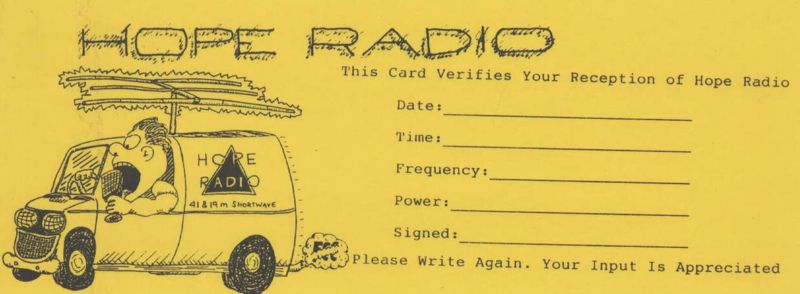 HOPE RADIO
This Card Verifies Your Reception of Hope Radio
Date:
Time:
Frequency:
Power:
Signed:
Please Write Again. Your Input Is Appreciated
HOPE
RADIO
41 & 19 m SHORTWAVE